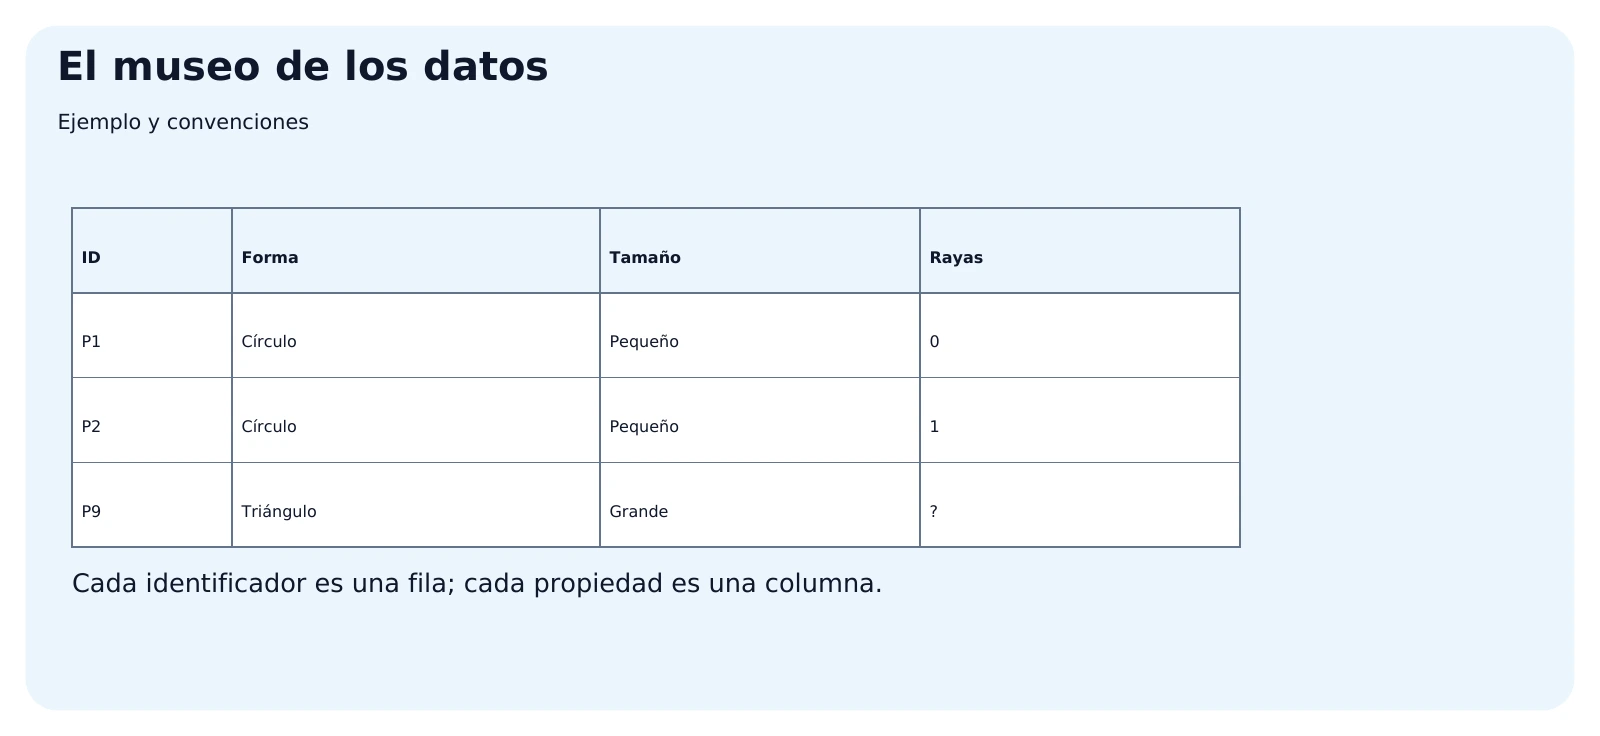 El museo de los datos
Ejemplo y convenciones
ID Forma Tamaño Rayas
P1 Círculo Pequeño 0
P2 Círculo Pequeño 1
P9 Triángulo Grande ?
Cada identificador es una fila; cada propiedad es una columna.